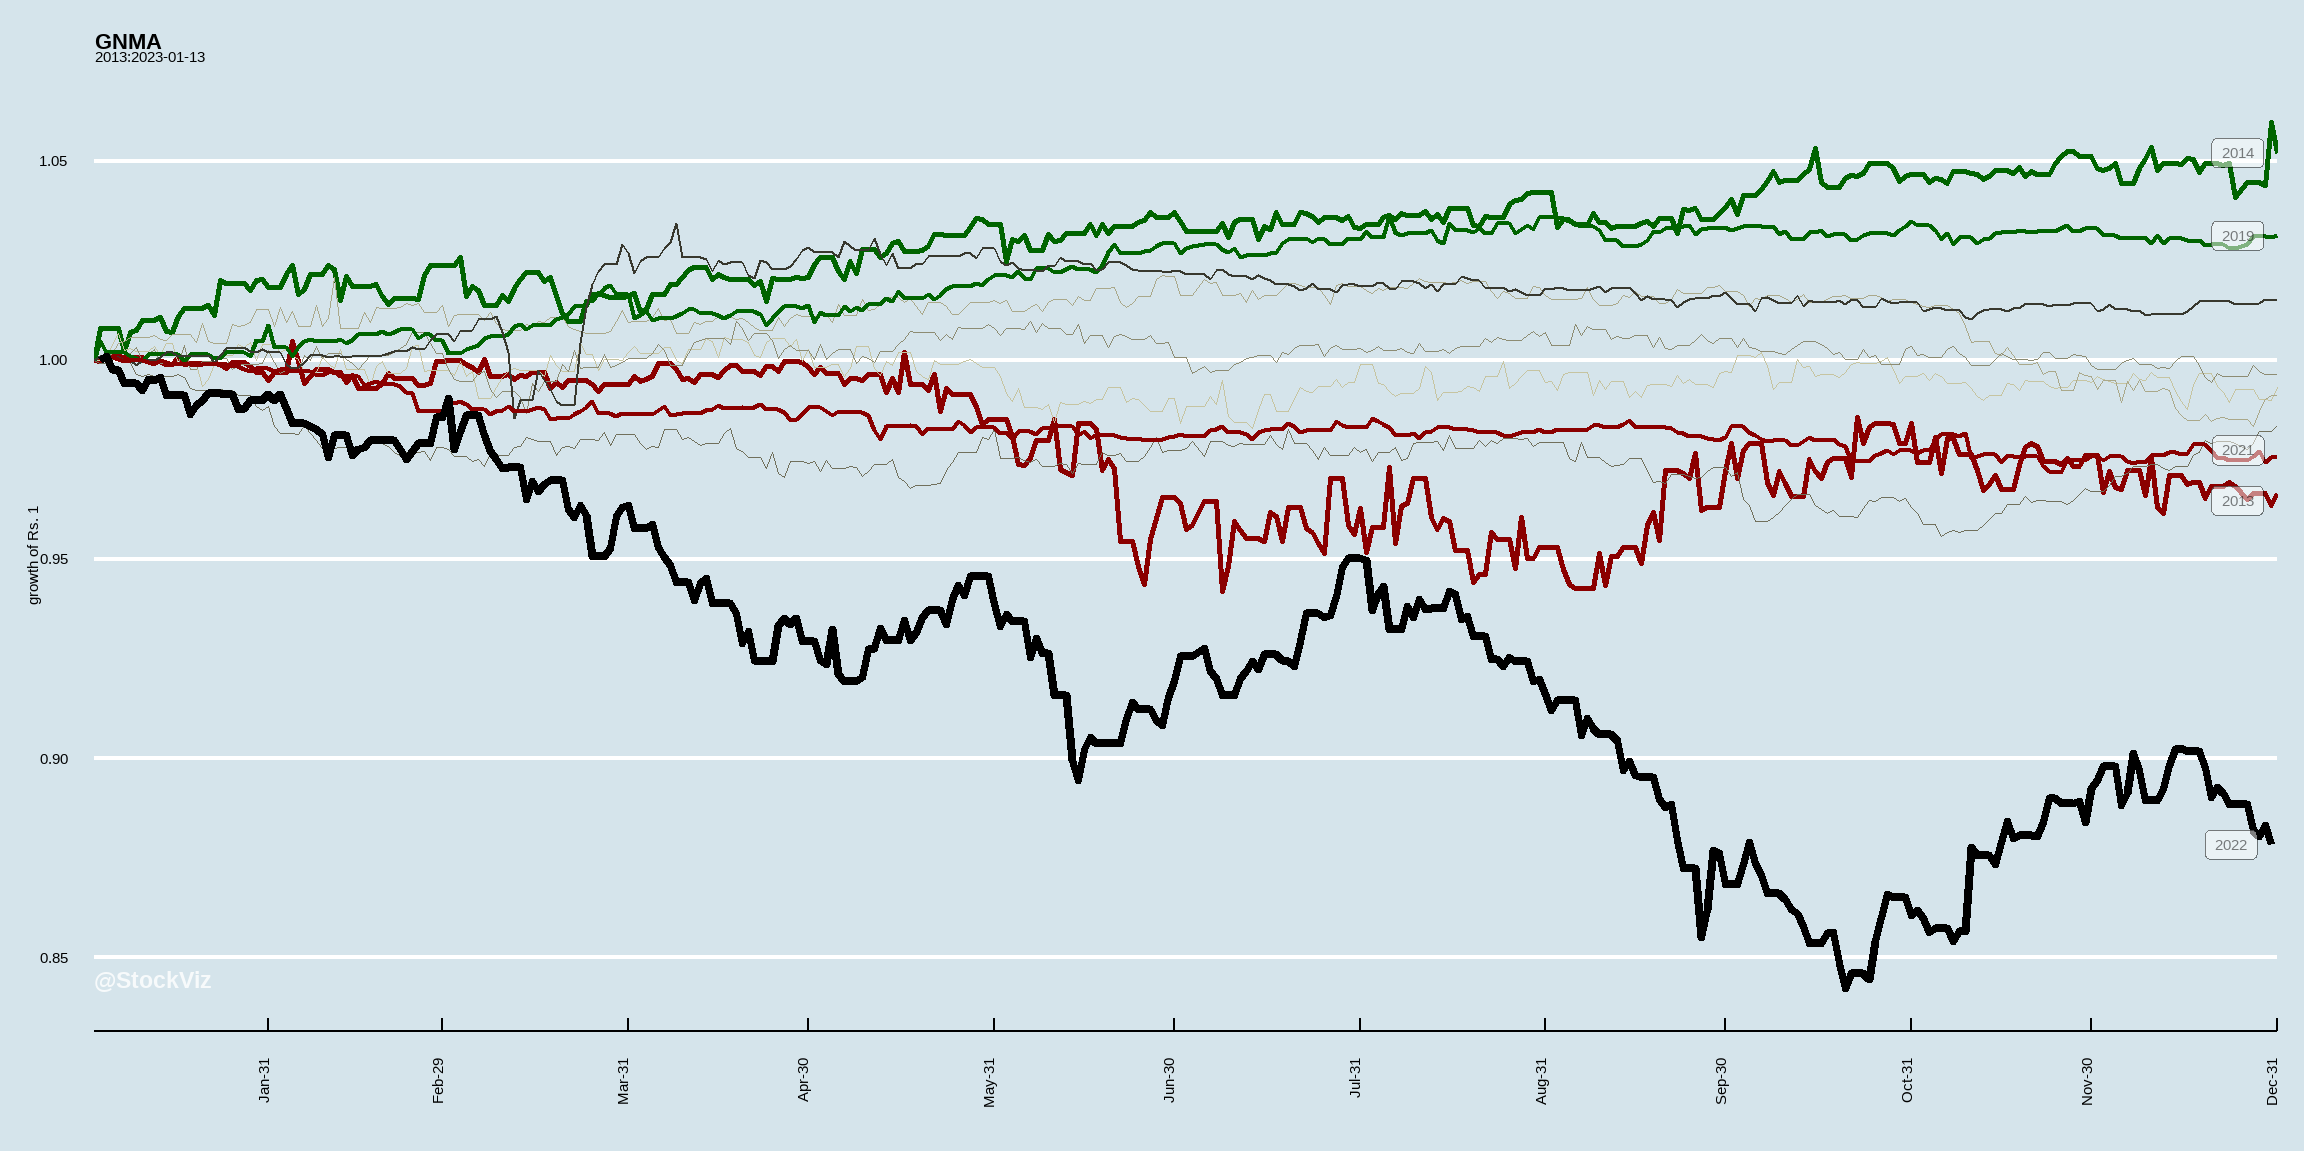 GNMA
2013:2023-01-13
1.05
1.00
0.95
0.90
0.85
growth of Rs. 1
2014
2019
2021
2013
2022
@StockViz
Jan-31
Feb-29
Mar-31
Apr-30
May-31
Jun-30
Jul-31
Aug-31
Sep-30
Oct-31
Nov-30
Dec-31